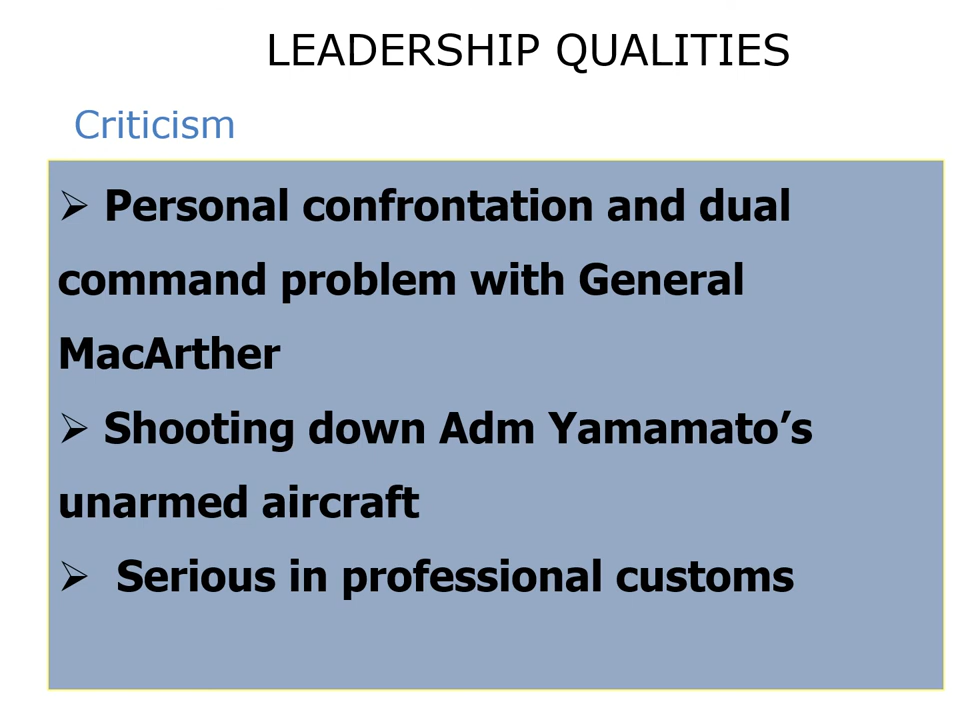 LEADERSHIP QUALITIES
Criticism
➢ Personal confrontation and dual
command problem with General
MacArther
➢ Shooting down Adm Yamamato’s
unarmed aircraft
➢ Serious in professional customs